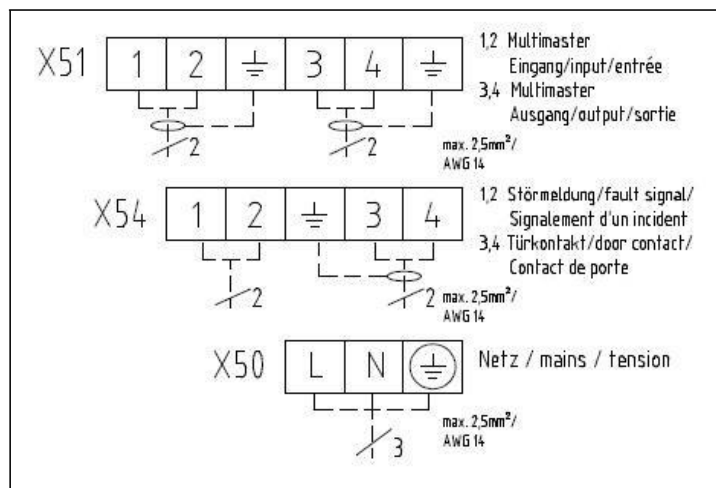 X51 1 2 3 4
1,2 Multimaster
Eingang/input/entrée
3,4 Multimaster
Ausgang/output/sortie
2 2
max. 2,5mm²/
AWG 14
X54 1 2 3 4
1,2 Störmeldung/fault signal/
Signalement d'un incident
3,4 Türkontakt/door contact/
Contact de porte
2 2
max. 2,5mm²/
AWG 14
X50 L N
Netz / mains / tension
3
max. 2,5mm²/
AWG 14